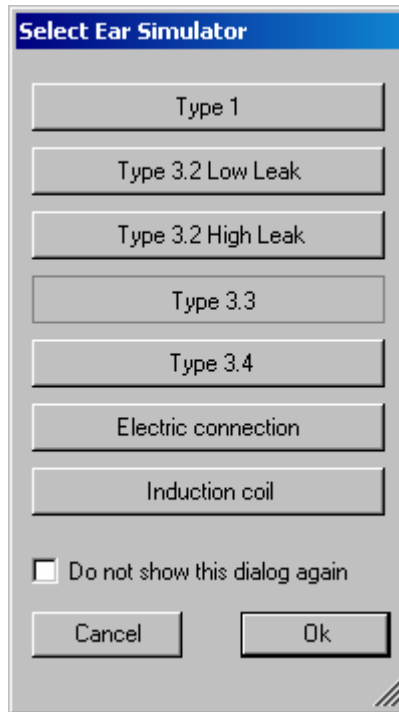 Select Ear Simulator
Type 1
Type 3.2 Low Leak
Type 3.2 High Leak
Type 3.3
Type 3.4
Electric connection
Induction coil
Do not show this dialog again
Cancel Ok